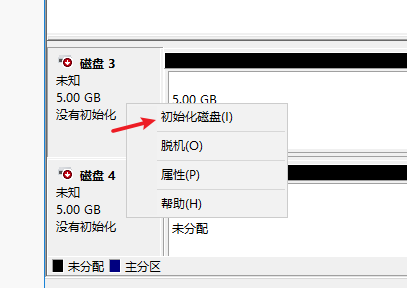 磁盘 3
未知
5.00 GB
没有初始化
5.00 GB
初始化磁盘(I)
脱机(O)
属性(P)
帮助(H)
磁盘 4
未知
5.00 GB
没有初始化
未分配
未分配 主分区